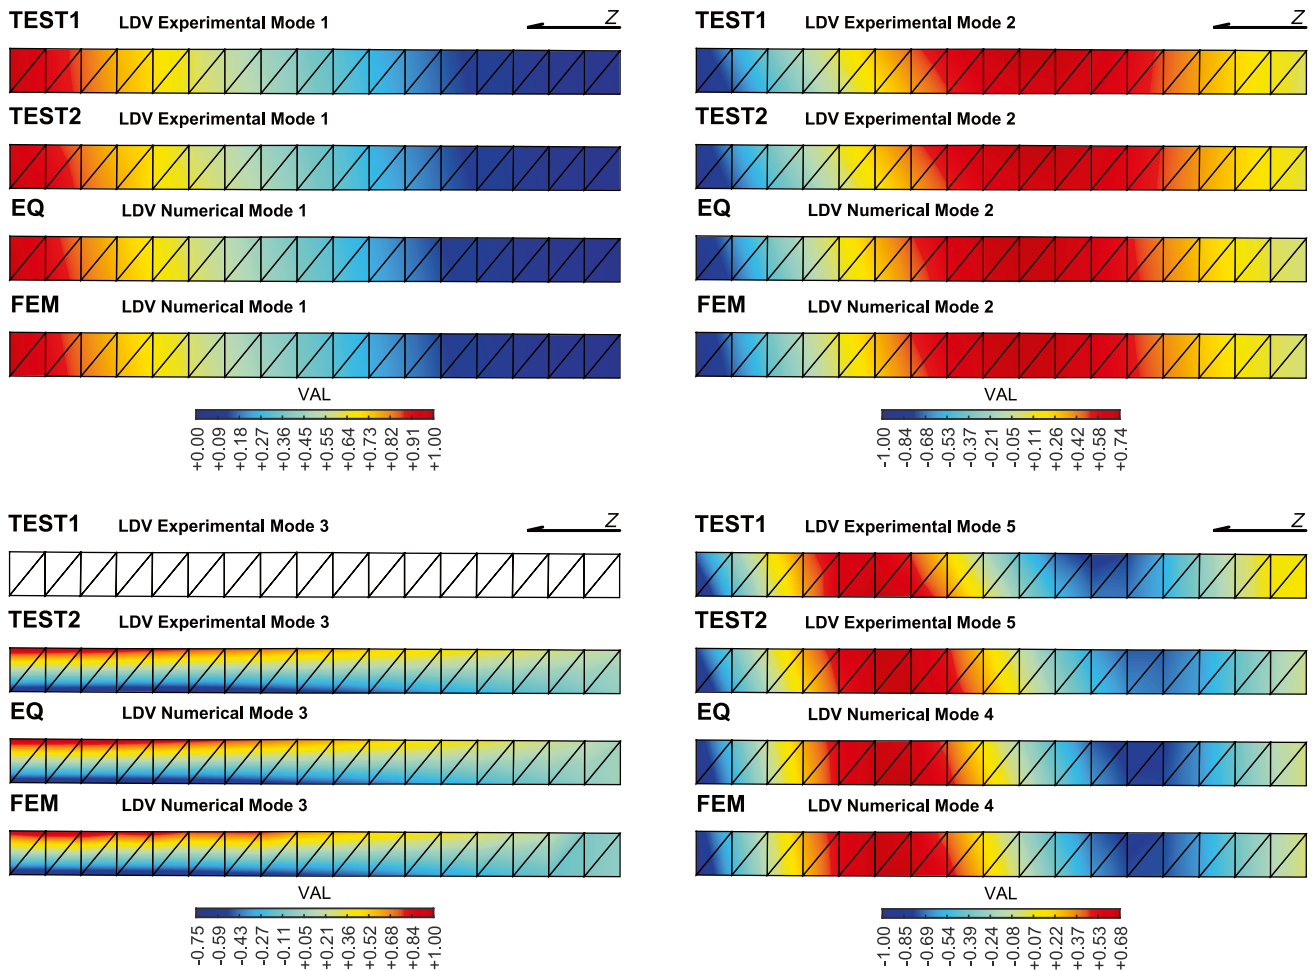 TEST1 LDV Experimental Mode 1 Z
TEST2 LDV Experimental Mode 1
EQ LDV Numerical Mode 1
FEM LDV Numerical Mode 1
VAL
+0.00 +0.09 +0.18 +0.27 +0.36 +0.45 +0.55 +0.64 +0.73 +0.82 +0.91 +1.00
TEST1 LDV Experimental Mode 2 Z
TEST2 LDV Experimental Mode 2
EQ LDV Numerical Mode 2
FEM LDV Numerical Mode 2
VAL
-1.00 -0.84 -0.68 -0.53 -0.37 -0.21 -0.05 +0.11 +0.26 +0.42 +0.58 +0.74
TEST1 LDV Experimental Mode 3 Z
TEST2 LDV Experimental Mode 3
EQ LDV Numerical Mode 3
FEM LDV Numerical Mode 3
VAL
-0.75 -0.59 -0.43 -0.27 -0.11 +0.05 +0.21 +0.36 +0.52 +0.68 +0.84 +1.00
TEST1 LDV Experimental Mode 5 Z
TEST2 LDV Experimental Mode 5
EQ LDV Numerical Mode 4
FEM LDV Numerical Mode 4
VAL
-1.00 -0.85 -0.69 -0.54 -0.39 -0.24 -0.08 +0.07 +0.22 +0.37 +0.53 +0.68